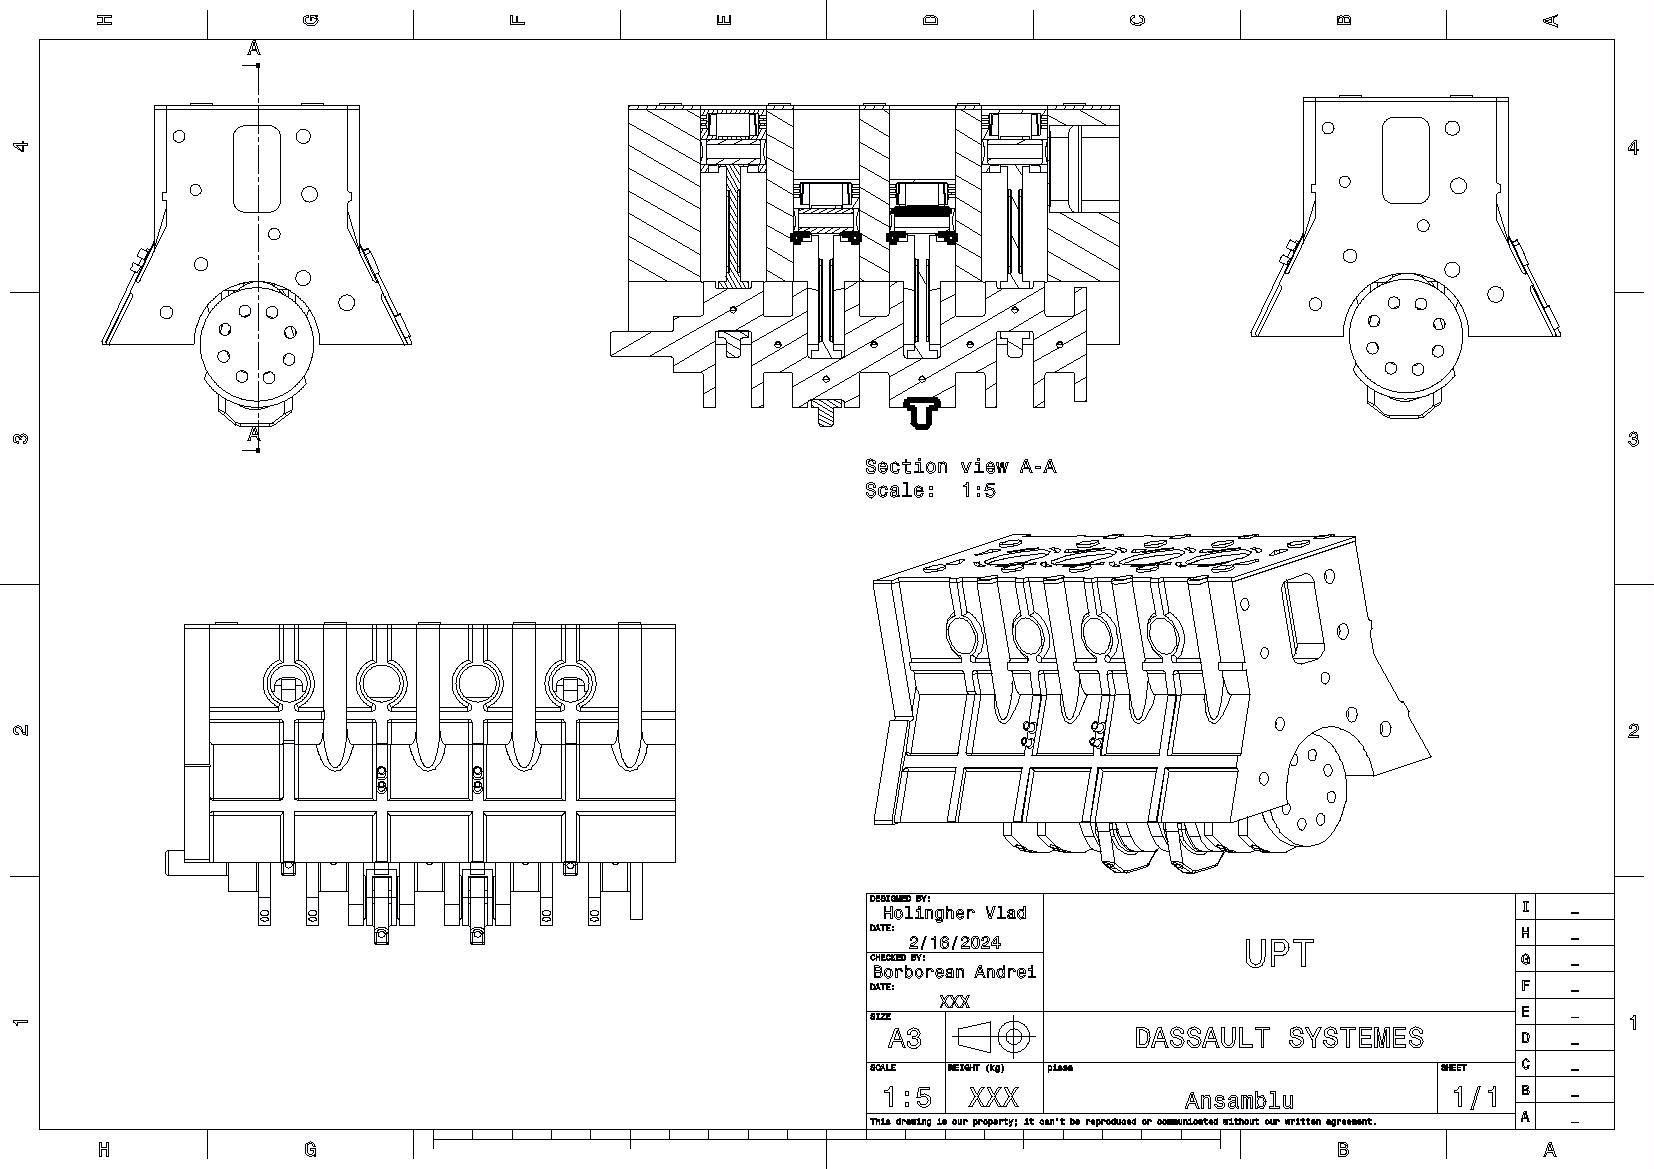 H G F E D C B A
A
4 4
A
3 3
Section view A-A
Scale: 1:5
2 2
DESIGNED BY:
Holingher Vlad
DATE:
2/16/2024
CHECKED BY:
Borborean Andrei
DATE:
XXX
UPT
SIZE
A3
DASSAULT SYSTEMES
SCALE
1:5
WEIGHT (kg)
XXX
piesa
Ansamblu
SHEET
1/1
This drawing is our property; it can't be reproduced or communicated without our written agreement.
I _
H _
G _
F _
E _
D _
C _
B _
A _
1 1
H G B A